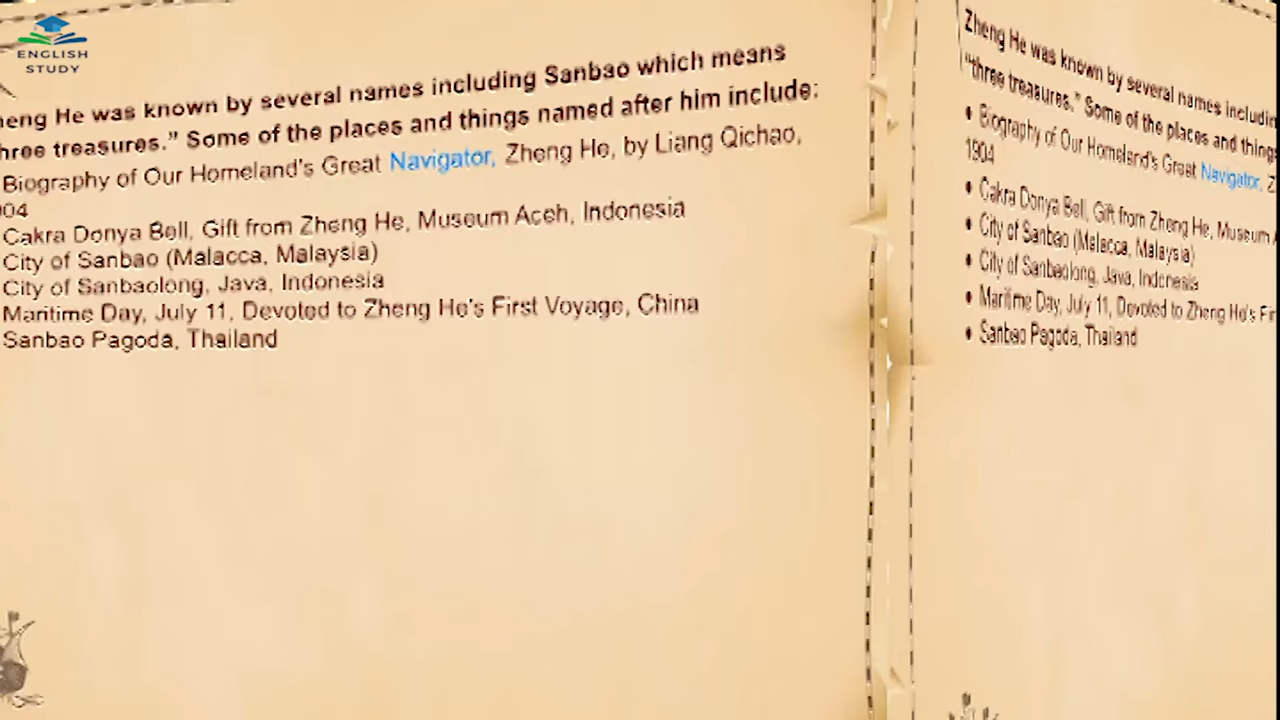 ENGLISH
STUDY
heng He was known by several names including Sanbao which means
hree treasures." Some of the places and things named after him include:
Biography of Our Homeland's Great Navigator, Zheng He, by Liang Qichao,
904
Cakra Donya Bell, Gift from Zheng He, Museum Aceh, Indonesia
City of Sanbao (Malacca, Malaysia)
City of Sanbaolong, Java, Indonesia
Maritime Day, July 11, Devoted to Zheng He's First Voyage, China
Sanbao Pagoda, Thailand
Zheng He was known by several names includin
"three treasures." Some of the places and things
• Biography of Our Homeland's Great Navigator, Z
1904
• Cakra Donya Bell, Gift from Zheng He, Museum A
• City of Sanbao (Malacca, Malaysia)
• City of Sanbaolong, Java, Indonesia
• Maritime Day, July 11, Devoted to Zheng He's Fir
• Sanbao Pagoda, Thailand